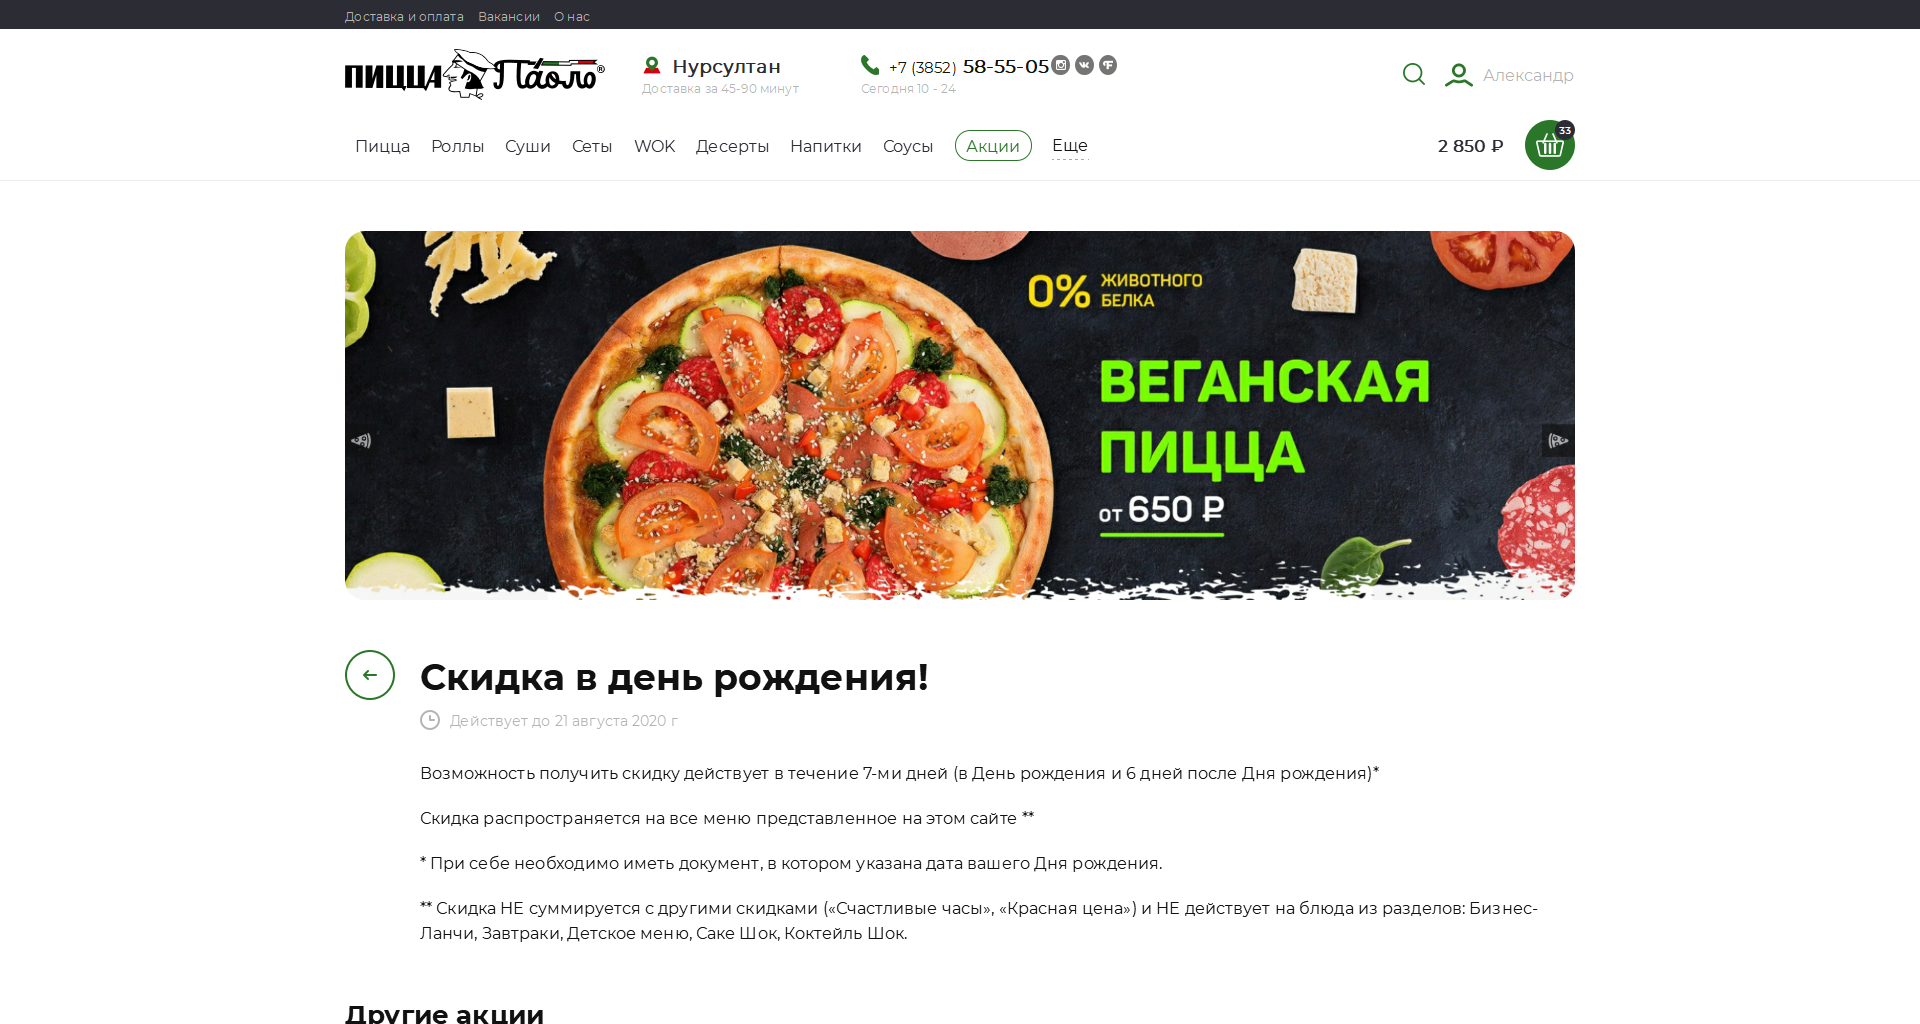 Доставка и оплата Вакансии О нас
ПИЦЦА Паоло®
Нурсултан
Доставка за 45-90 минут
+7 (3852) 58-55-05
Сегодня 10 - 24
Александр
Пицца Роллы Суши Сеты WOK Десерты Напитки Соусы Акции Еще
2 850 ₽
33
0% ЖИВОТНОГО
БЕЛКА
ВЕГАНСКАЯ
ПИЦЦА
от 650 ₽
Скидка в день рождения!
Действует до 21 августа 2020 г
Возможность получить скидку действует в течение 7-ми дней (в День рождения и 6 дней после Дня рождения)*
Скидка распространяется на все меню представленное на этом сайте **
* При себе необходимо иметь документ, в котором указана дата вашего Дня рождения.
** Скидка НЕ суммируется с другими скидками («Счастливые часы», «Красная цена») и НЕ действует на блюда из разделов: Бизнес-
Ланчи, Завтраки, Детское меню, Саке Шок, Коктейль Шок.
Другие акции